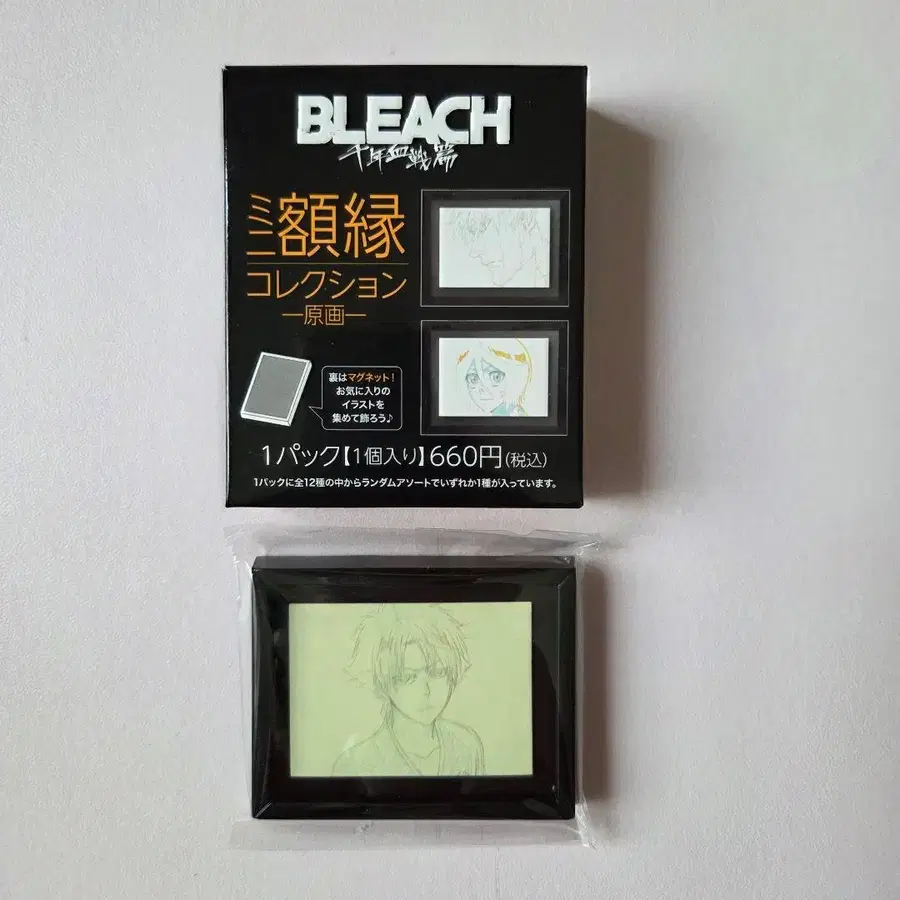 BLEACH
千年血戦篇
ミニ額縁
コレクション
―原画―
裏はマグネット!
お気に入りの
イラストを
集めて飾ろう♪
1パック【1個入り】660円(税込)
1パックに全12種の中からランダムアソートでいずれか1種が入っています。